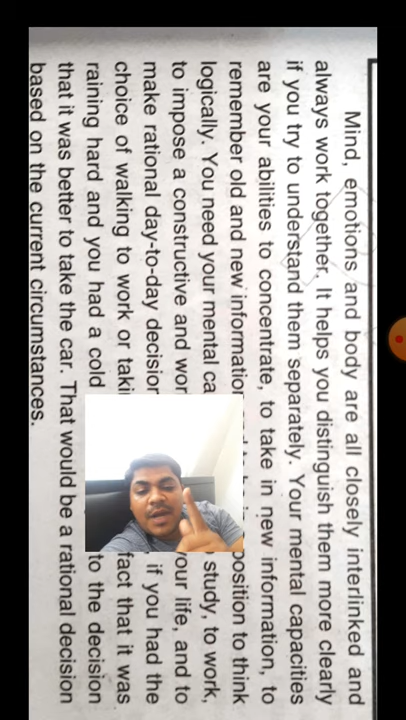 Mind, emotions and body are all closely interlinked and
always work together. It helps you distinguish them more clearly
if you try to understand them separately. Your mental capacities
are your abilities to concentrate, to take in new information, to
remember old and new information position to think
logically. You need your mental ca study, to work,
to impose a constructive and wor your life, and to
make rational day-to-day decision if you had the
choice of walking to work or taki fact that it was
raining hard and you had a cold to the decision
that it was better to take the car. That would be a rational decision
based on the current circumstances.